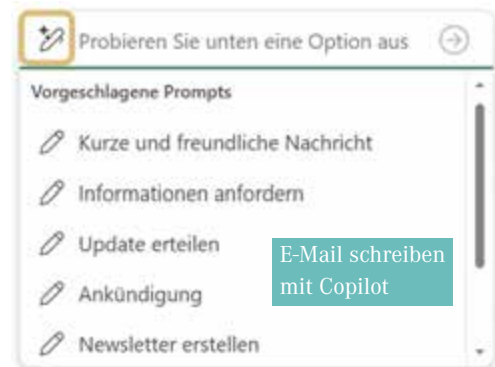 Probieren Sie unten eine Option aus
Vorgeschlagene Prompts
Kurze und freundliche Nachricht
Informationen anfordern
Update erteilen
Ankündigung
Newsletter erstellen
E-Mail schreiben
mit Copilot